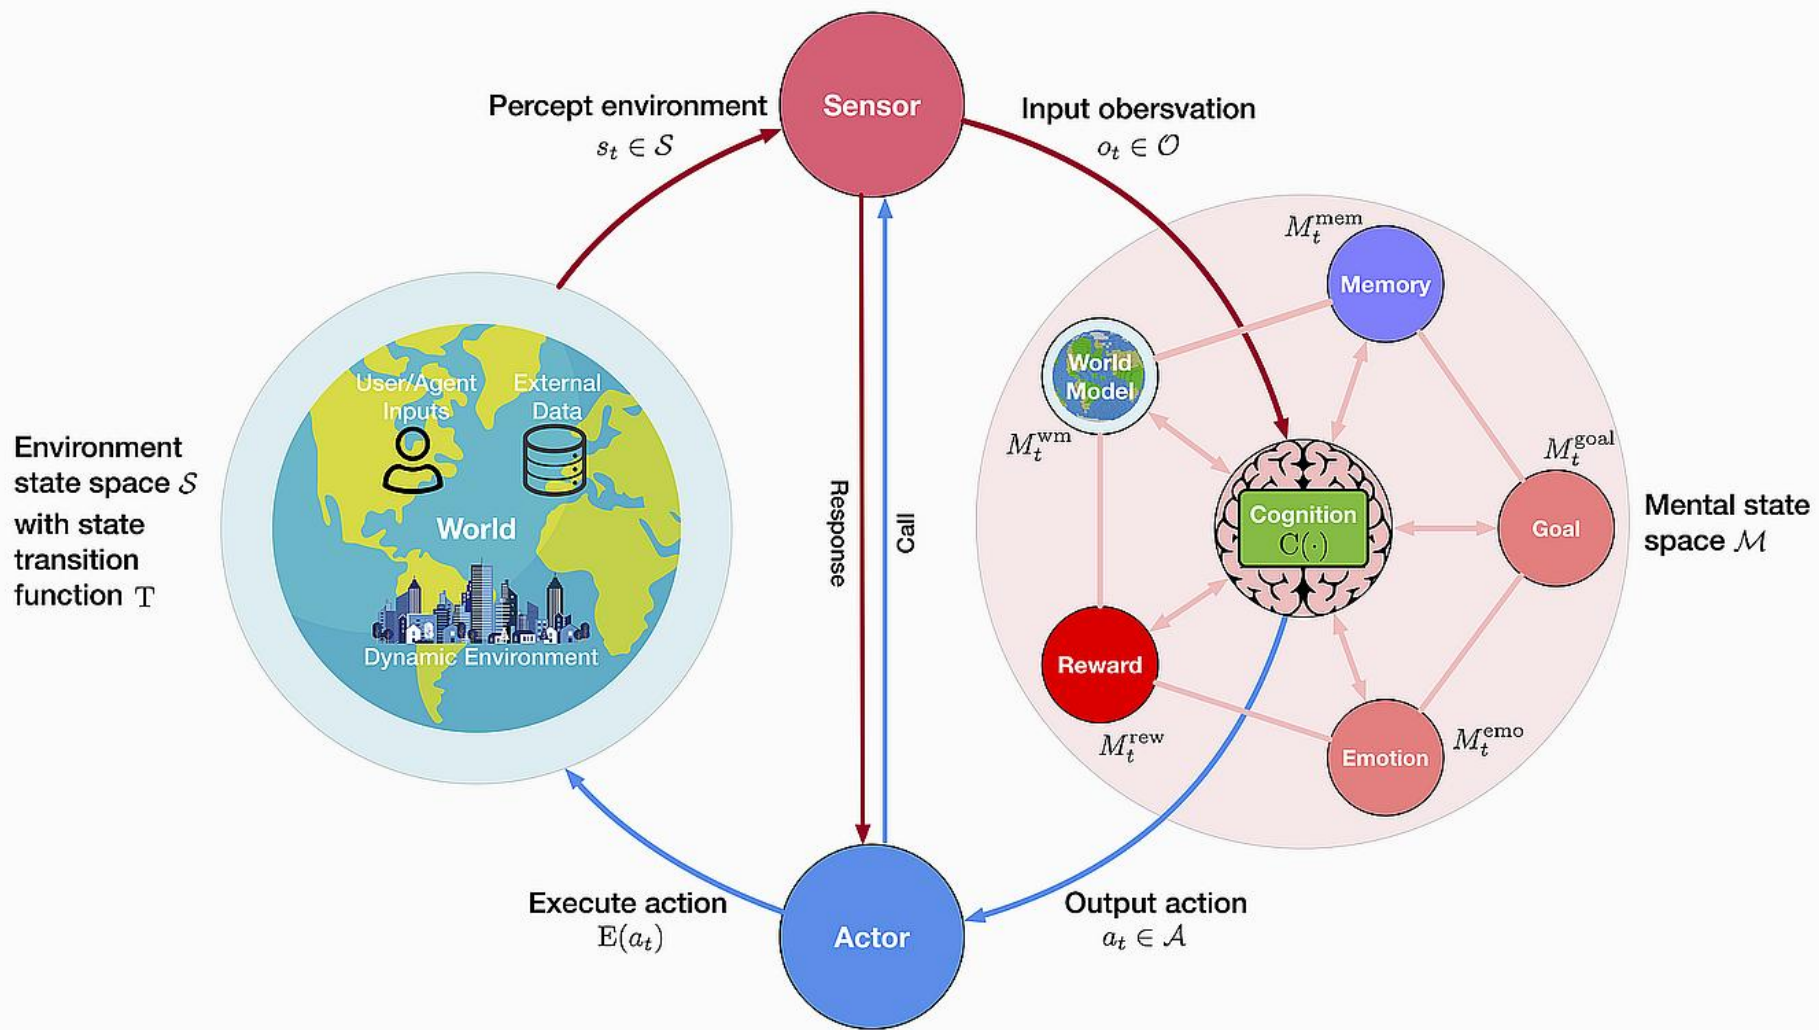 Sensor
Percept environment
s_t ∈ 𝒮
Input obersvation
o_t ∈ 𝒪
M_t^mem
Memory
World
Model
M_t^wm
User/Agent
Inputs
External
Data
World
Dynamic Environment
Environment
state space 𝒮
with state
transition
function T
Response
Call
Cognition
C(·)
M_t^goal
Goal
Mental state
space ℳ
Reward
M_t^rew
Emotion
M_t^emo
Execute action
E(a_t)
Actor
Output action
a_t ∈ 𝒜